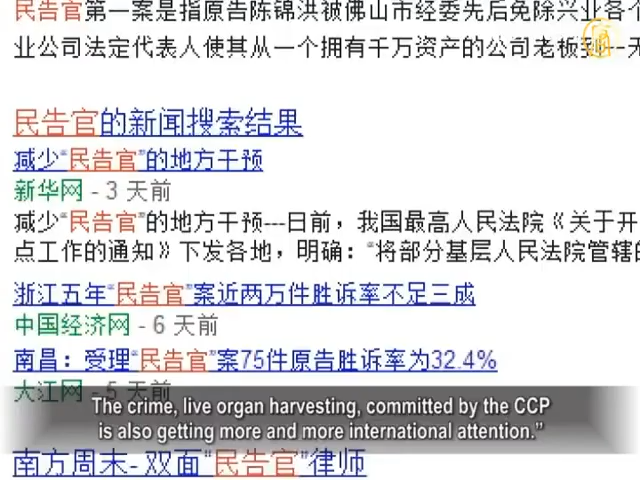 民告官第一案是指原告陈锦洪被佛山市经委先后免除兴业各个
业公司法定代表人使其从一个拥有千万资产的公司老板到---无
民告官的新闻搜索结果
减少“民告官”的地方干预
新华网 - 3 天前
减少“民告官”的地方干预---日前，我国最高人民法院《关于开
点工作的通知》下发各地，明确：“将部分基层人民法院管辖的
浙江五年“民告官”案近两万件胜诉率不足三成
中国经济网 - 6 天前
南昌：受理“民告官”案75件原告胜诉率为32.4%
大江网 - 5 天前
The crime, live organ harvesting, committed by the CCP
is also getting more and more international attention.”
南方周末- 双面“民告官”律师